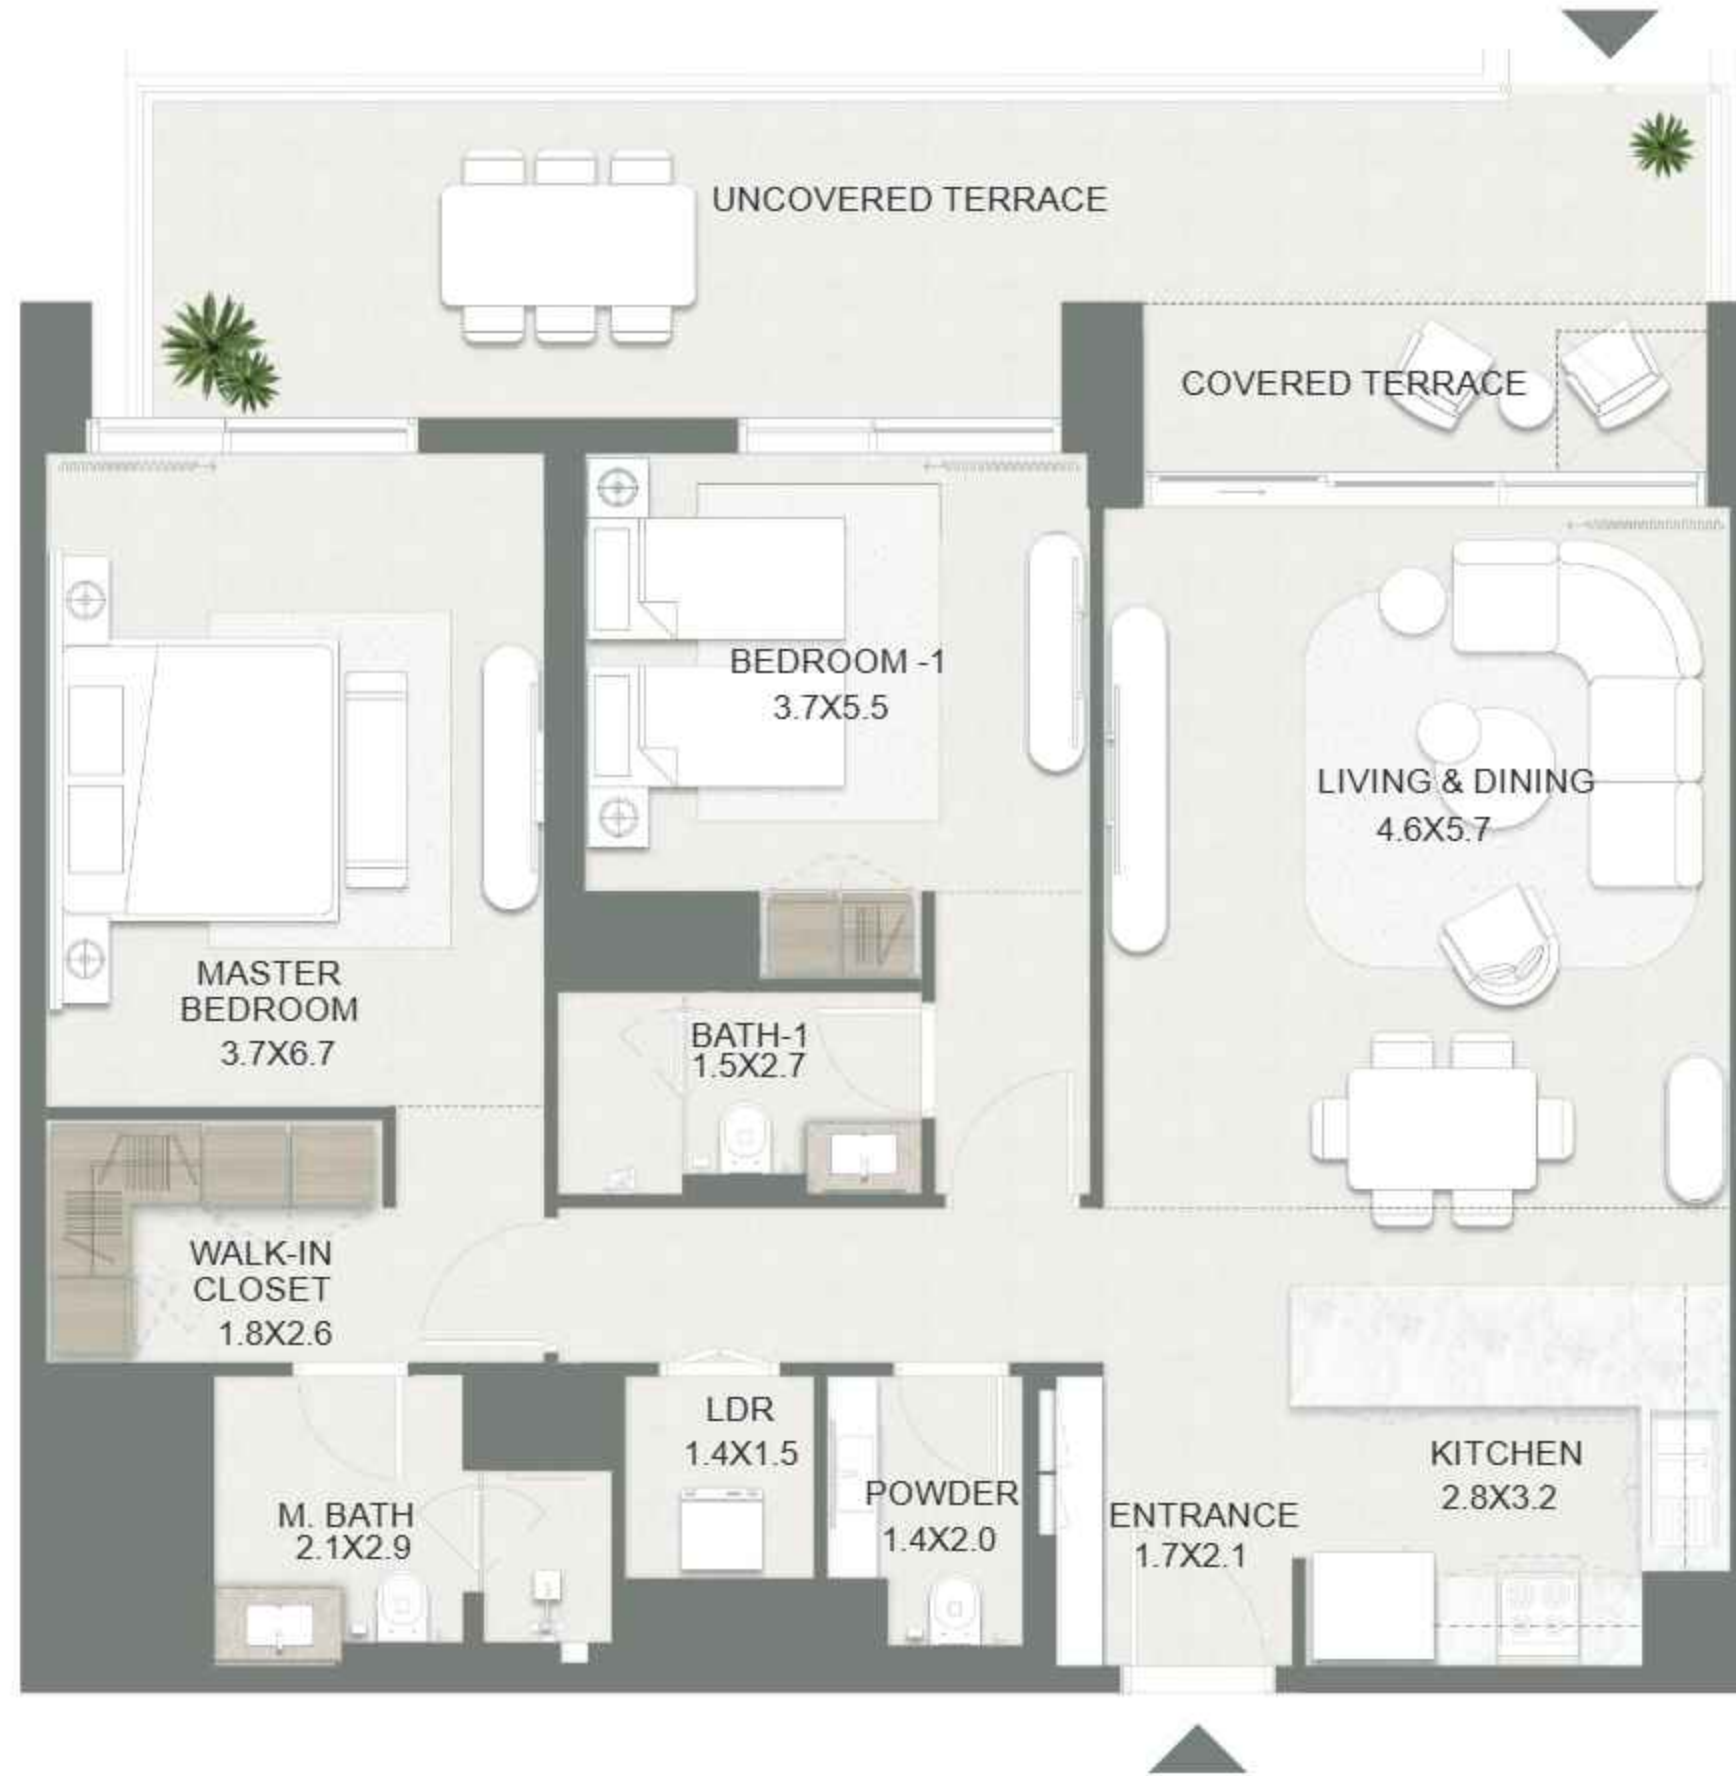 UNCOVERED TERRACE
COVERED TERRACE
BEDROOM -1
3.7X5.5
LIVING & DINING
4.6X5.7
MASTER
BEDROOM
3.7X6.7
BATH-1
1.5X2.7
WALK-IN
CLOSET
1.8X2.6
LDR
1.4X1.5
KITCHEN
2.8X3.2
POWDER
1.4X2.0
M. BATH
2.1X2.9
ENTRANCE
1.7X2.1